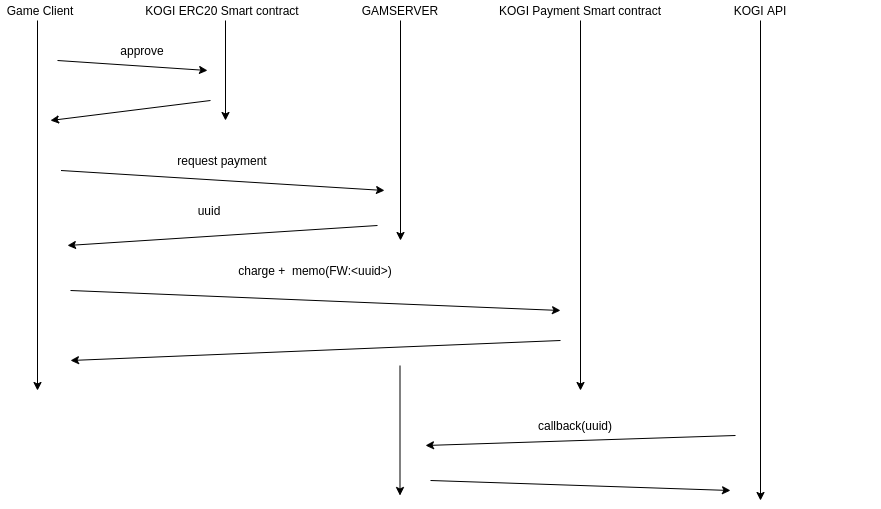 Game Client
KOGI ERC20 Smart contract
GAMSERVER
KOGI Payment Smart contract
KOGI API
approve
request payment
uuid
charge +  memo(FW:<uuid>)
callback(uuid)